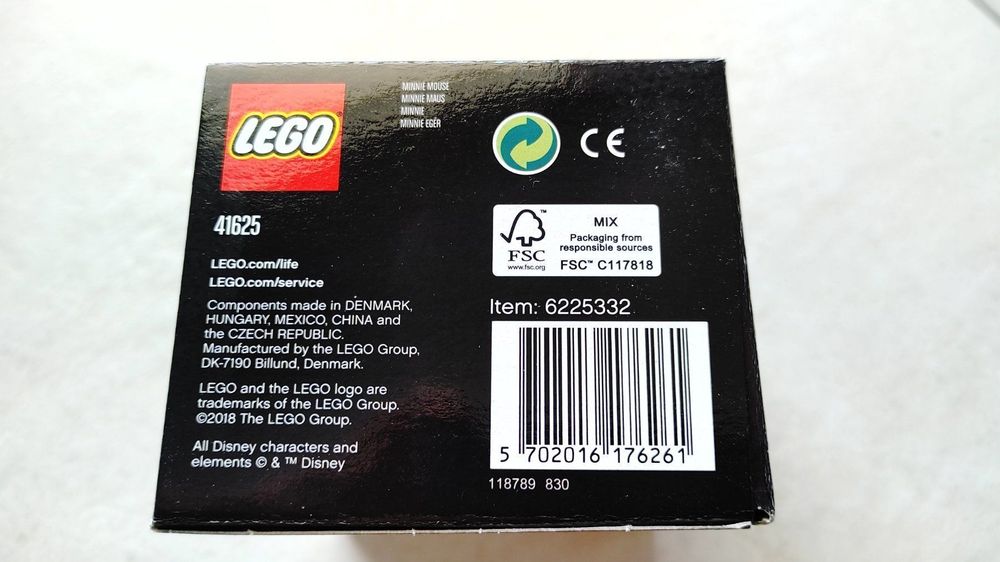 LEGO
MINNIE MOUSE
MINNIE MAUS
MINNIE
MINNIE EGÉR
CE
41625
LEGO.com/life
LEGO.com/service
Components made in DENMARK,
HUNGARY, MEXICO, CHINA and
the CZECH REPUBLIC.
Manufactured by the LEGO Group,
DK-7190 Billund, Denmark.
LEGO and the LEGO logo are
trademarks of the LEGO Group.
©2018 The LEGO Group.
All Disney characters and
elements © & ™ Disney
FSC™
www.fsc.org
MIX
Packaging from
responsible sources
FSC™ C117818
Item: 6225332
5 702016 176261
118789 830